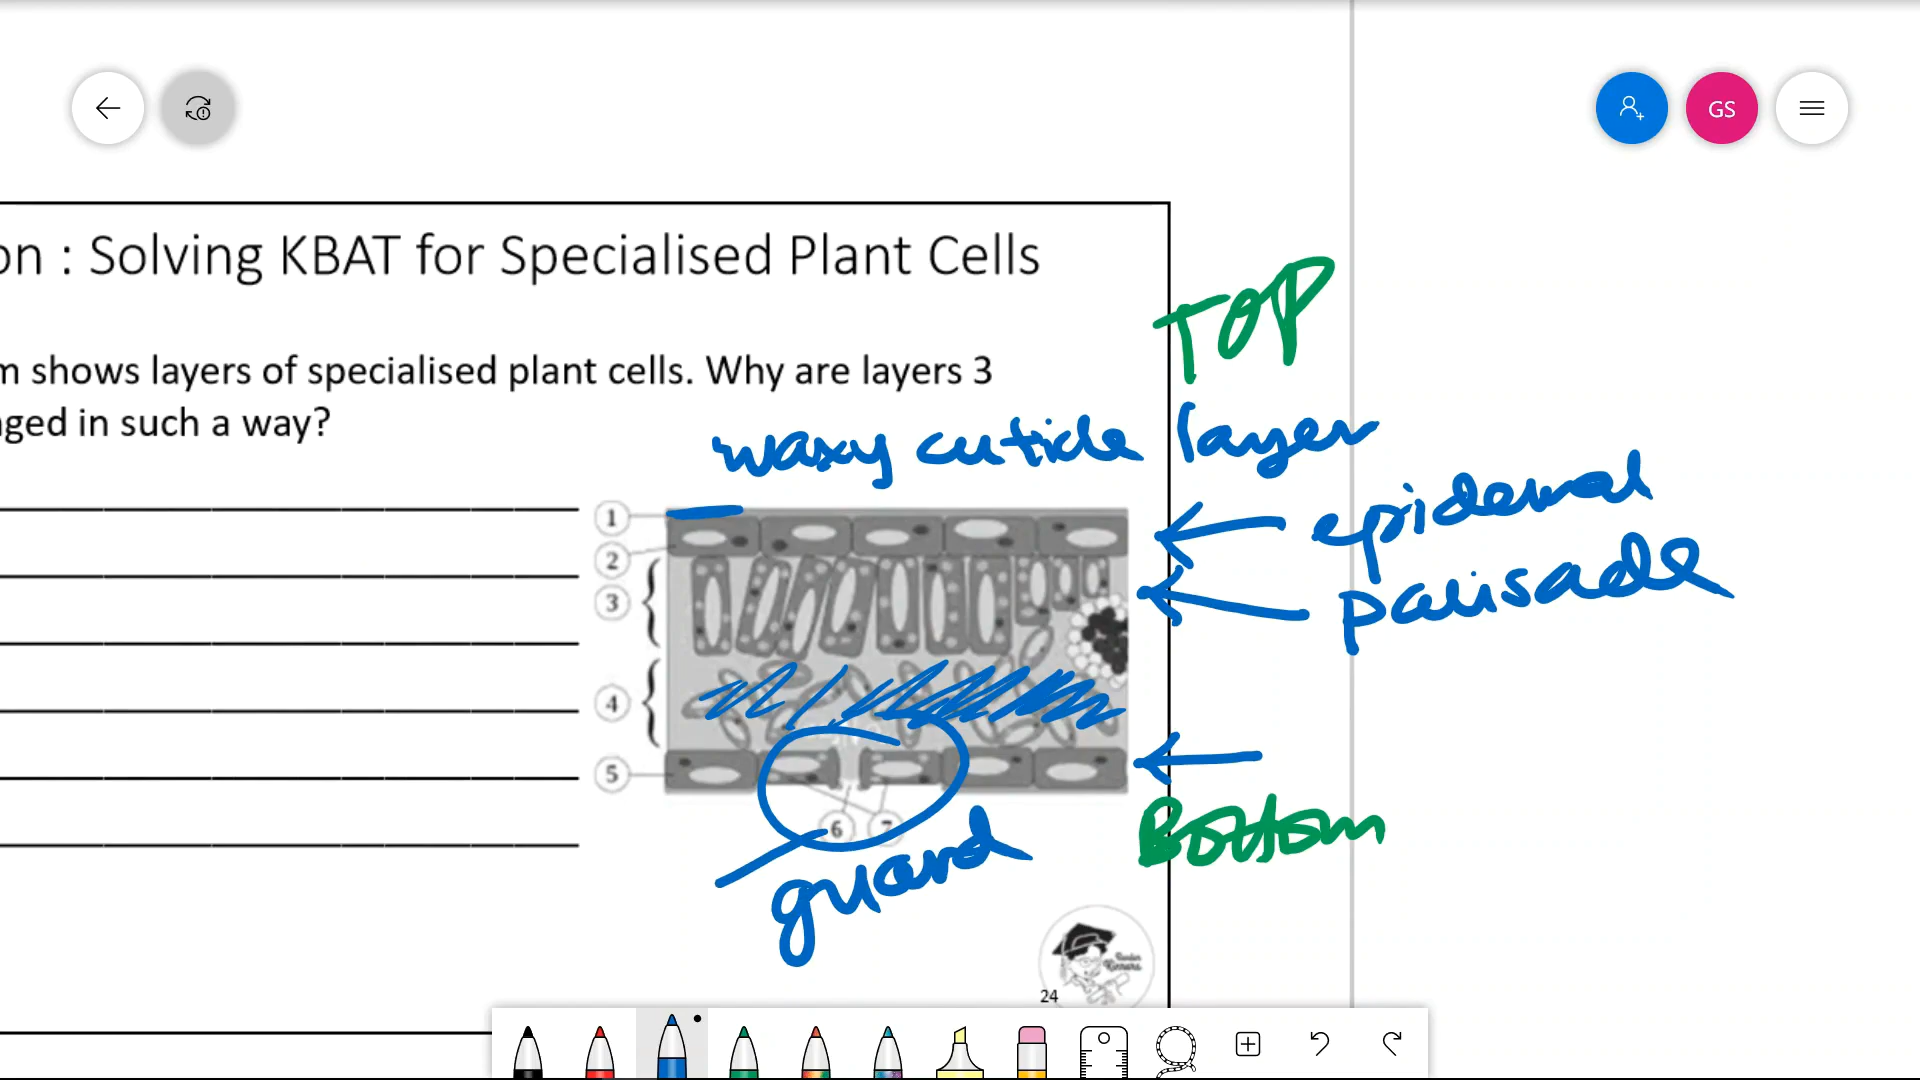 GS
on : Solving KBAT for Specialised Plant Cells
TOP
m shows layers of specialised plant cells. Why are layers 3
ged in such a way?
waxy cuticle layer
epidermal
palisade
1
2
3
4
5
6 7
guard
Bottom
24